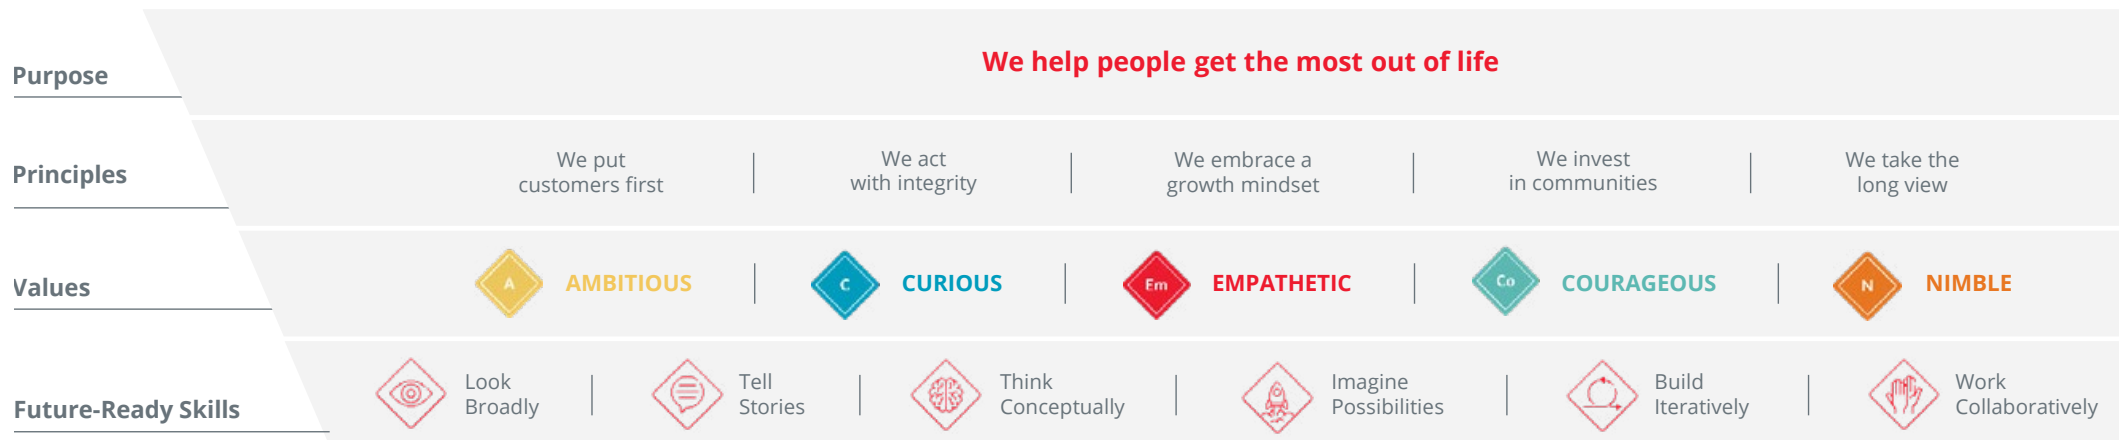 Purpose
We help people get the most out of life
Principles
We put
customers first
We act
with integrity
We embrace a
growth mindset
We invest
in communities
We take the
long view
Values
A
AMBITIOUS
C
CURIOUS
Em
EMPATHETIC
Co
COURAGEOUS
N
NIMBLE
Future-Ready Skills
Look
Broadly
Tell
Stories
Think
Conceptually
Imagine
Possibilities
Build
Iteratively
Work
Collaboratively